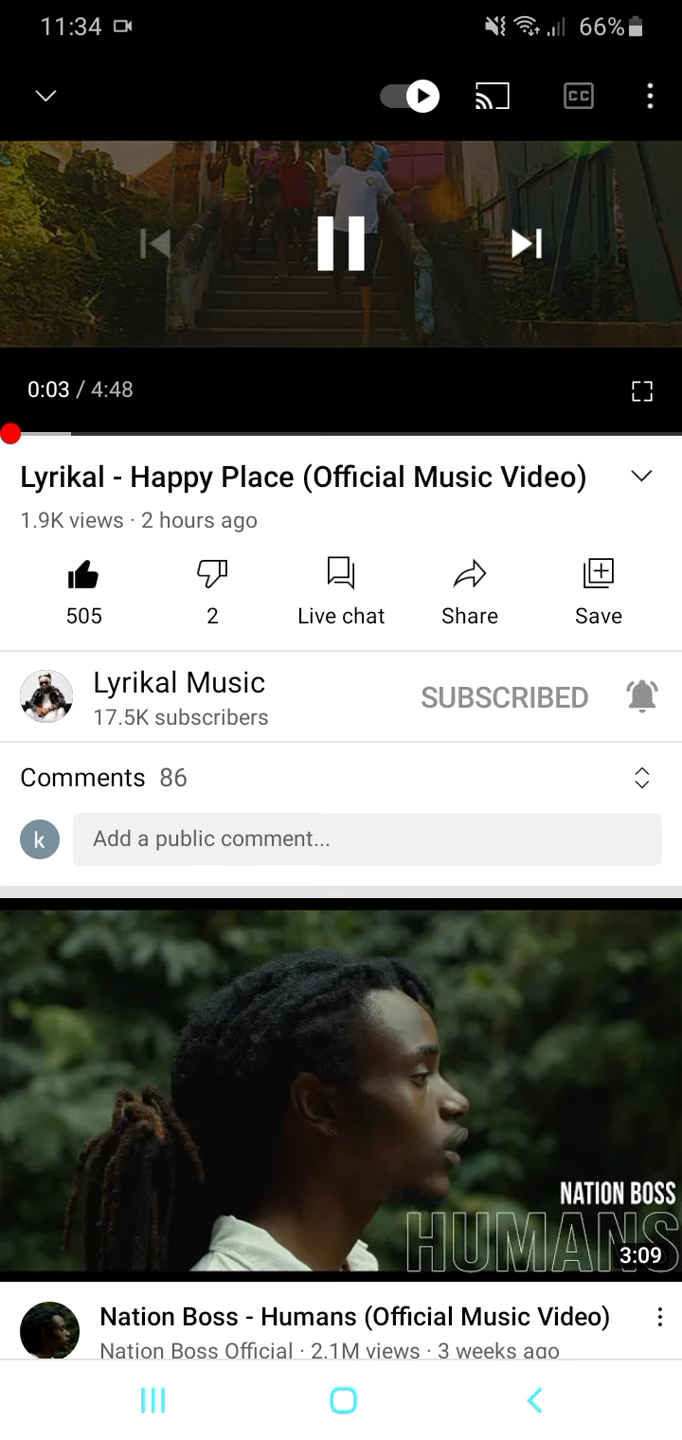 11:34 66%
CC
0:03 / 4:48
Lyrikal - Happy Place (Official Music Video)
1.9K views · 2 hours ago
505 2 Live chat Share Save
Lyrikal Music
17.5K subscribers
SUBSCRIBED
Comments 86
k Add a public comment...
NATION BOSS
HUMANS
3:09
Nation Boss - Humans (Official Music Video)
Nation Boss Official · 2.1M views · 3 weeks ago